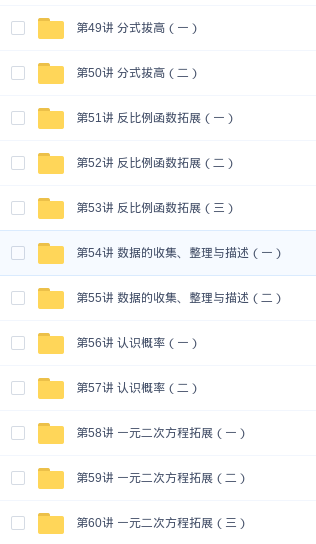 第49讲 分式拔高（一）
第50讲 分式拔高（二）
第51讲 反比例函数拓展（一）
第52讲 反比例函数拓展（二）
第53讲 反比例函数拓展（三）
第54讲 数据的收集、整理与描述（一）
第55讲 数据的收集、整理与描述（二）
第56讲 认识概率（一）
第57讲 认识概率（二）
第58讲 一元二次方程拓展（一）
第59讲 一元二次方程拓展（二）
第60讲 一元二次方程拓展（三）